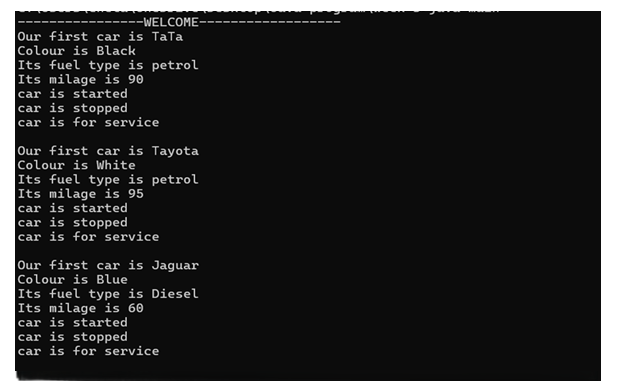 ----------------WELCOME------------------
Our first car is TaTa
Colour is Black
Its fuel type is petrol
Its milage is 90
car is started
car is stopped
car is for service
Our first car is Tayota
Colour is White
Its fuel type is petrol
Its milage is 95
car is started
car is stopped
car is for service
Our first car is Jaguar
Colour is Blue
Its fuel type is Diesel
Its milage is 60
car is started
car is stopped
car is for service